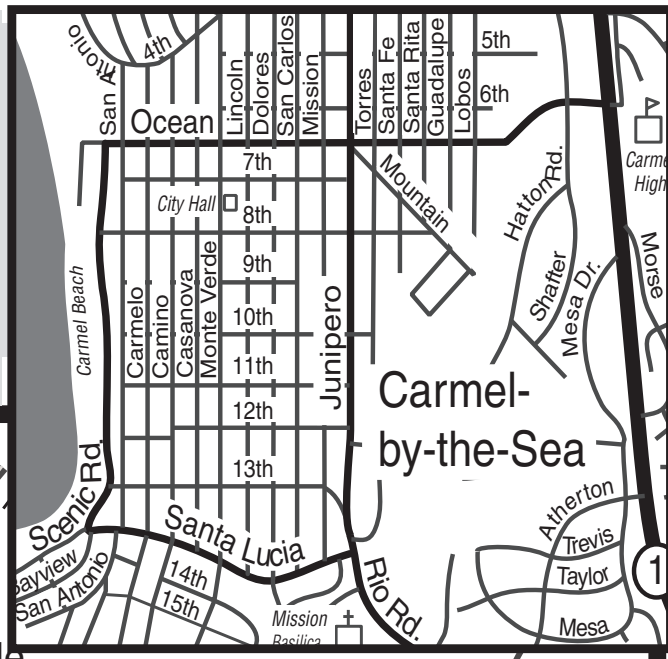 San Antonio
4th
Lincoln
Dolores
San Carlos
Mission
Torres
Santa Fe
Santa Rita
Guadalupe
Lobos
5th
6th
Ocean
7th
City Hall
8th
Mountain
Hatton Rd.
Shafter
Mesa Dr.
Morse
Carme
High
Carmel Beach
Carmelo
Camino
Casanova
Monte Verde
9th
10th
11th
12th
13th
Junipero
Carmel-
by-the-Sea
Scenic Rd.
Santa Lucia
Bayview
San Antonio
14th
15th
Mission
Basilica
Rio Rd.
Atherton
Trevis
Taylor
Mesa
1